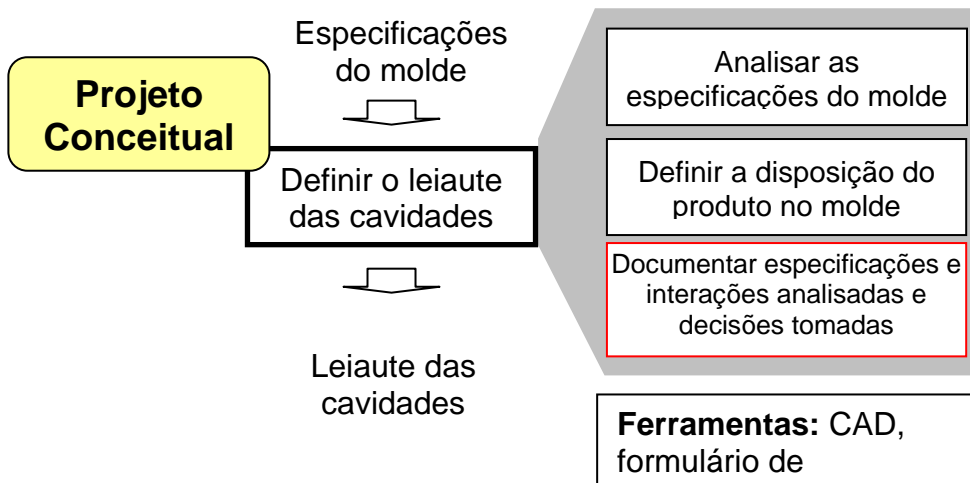 Especificações
do molde
Projeto
Conceitual
Definir o leiaute
das cavidades
Leiaute das
cavidades
Analisar as
especificações do molde
Definir a disposição do
produto no molde
Documentar especificações e
interações analisadas e
decisões tomadas
Ferramentas: CAD,
formulário de